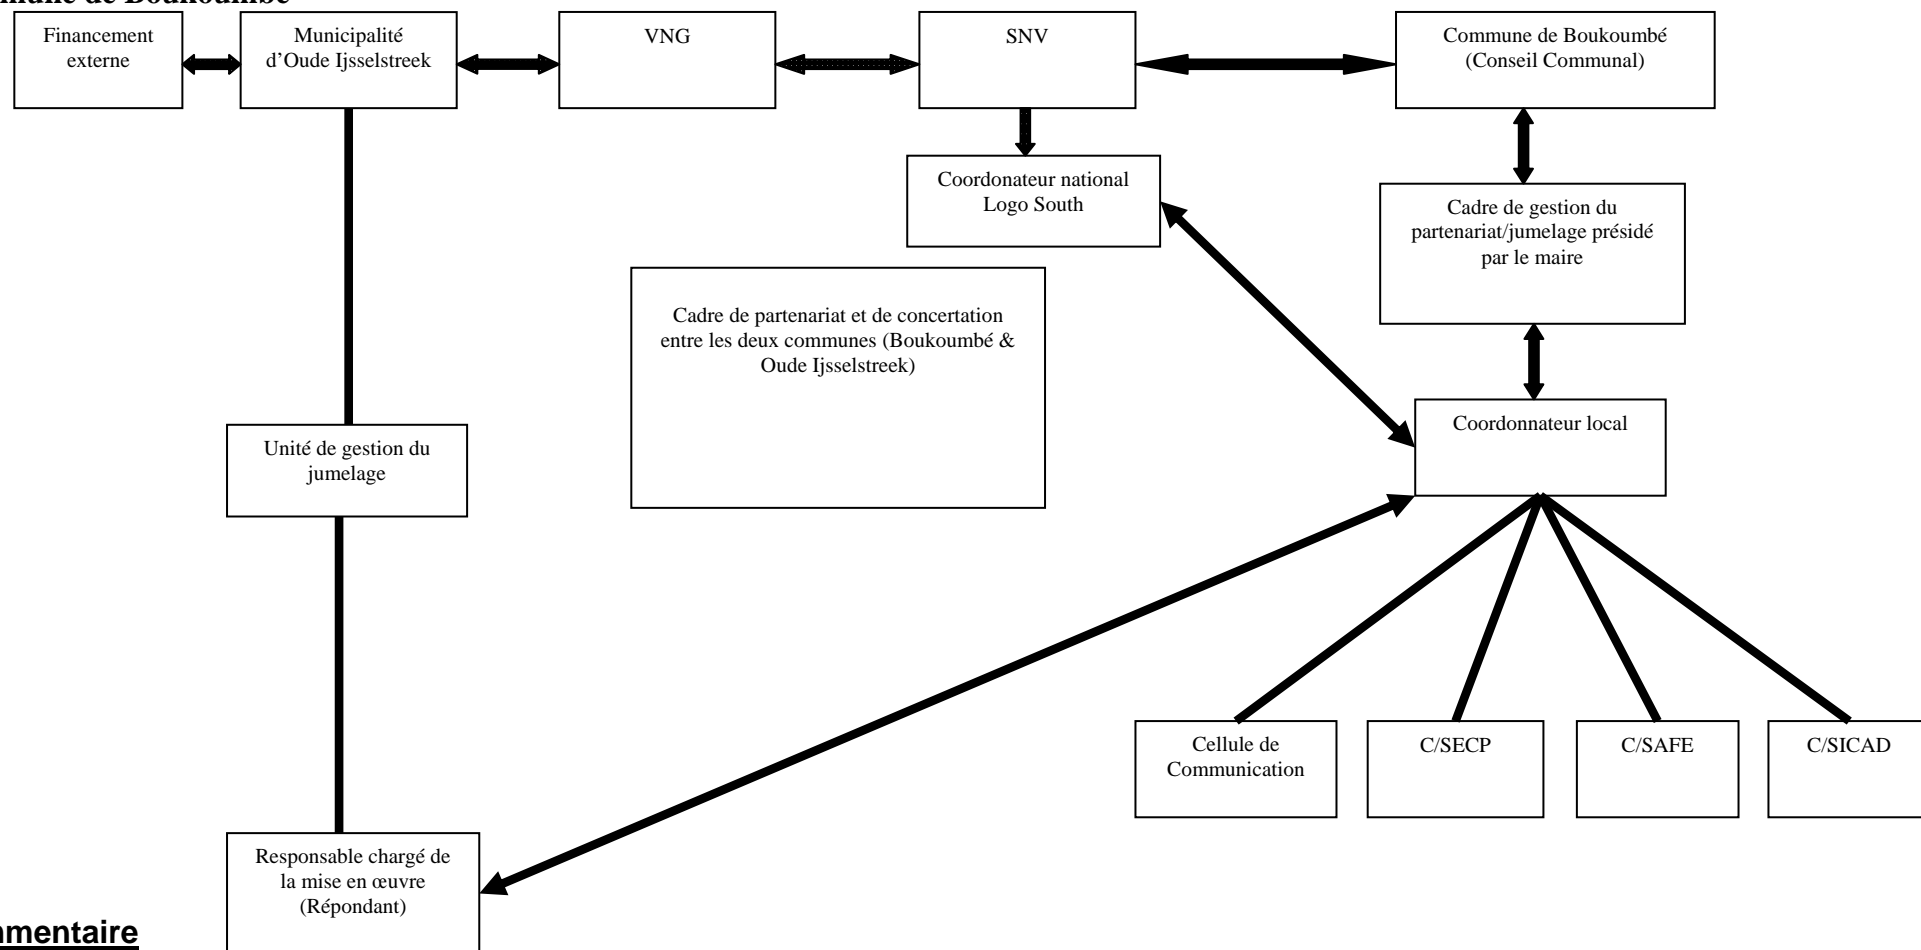 Financement
externe
Municipalité
d’Oude Ijsselstreek
VNG
SNV
Commune de Boukoumbé
(Conseil Communal)
Coordonateur national
Logo South
Cadre de gestion du
partenariat/jumelage présidé
par le maire
Cadre de partenariat et de concertation
entre les deux communes (Boukoumbé &
Oude Ijsselstreek)
Coordonnateur local
Unité de gestion du
jumelage
Cellule de
Communication
C/SECP
C/SAFE
C/SICAD
Responsable chargé de
la mise en œuvre
(Répondant)
mmentaire